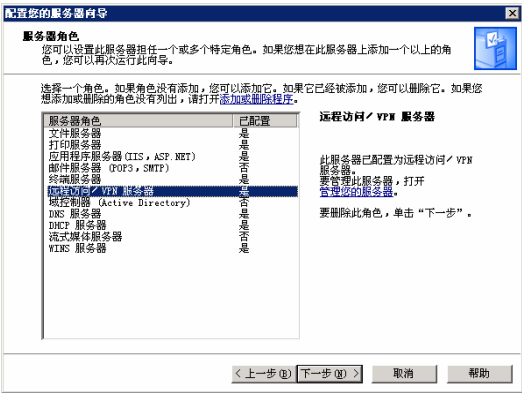 配置您的服务器向导
服务器角色
您可以设置此服务器担任一个或多个特定角色。如果您想在此服务器上添加一个以上的角
色，您可以再次运行此向导。
选择一个角色。如果角色没有添加，您可以添加它。如果它已经被添加，您可以删除它。如果您
想添加或删除的角色没有列出，请打开添加或删除程序。
服务器角色 已配置
文件服务器 是
打印服务器 是
应用程序服务器(IIS，ASP.NET) 是
邮件服务器 (POP3，SMTP) 否
终端服务器 是
远程访问／VPN 服务器 是
域控制器 (Active Directory) 否
DNS 服务器 是
DHCP 服务器 是
流式媒体服务器 否
WINS 服务器 是
远程访问／VPN 服务器
此服务器已配置为远程访问／VPN
服务器。
要管理此服务器，打开
管理您的服务器。
要删除此角色，单击“下一步”。
< 上一步(B) 下一步(N) > 取消 帮助